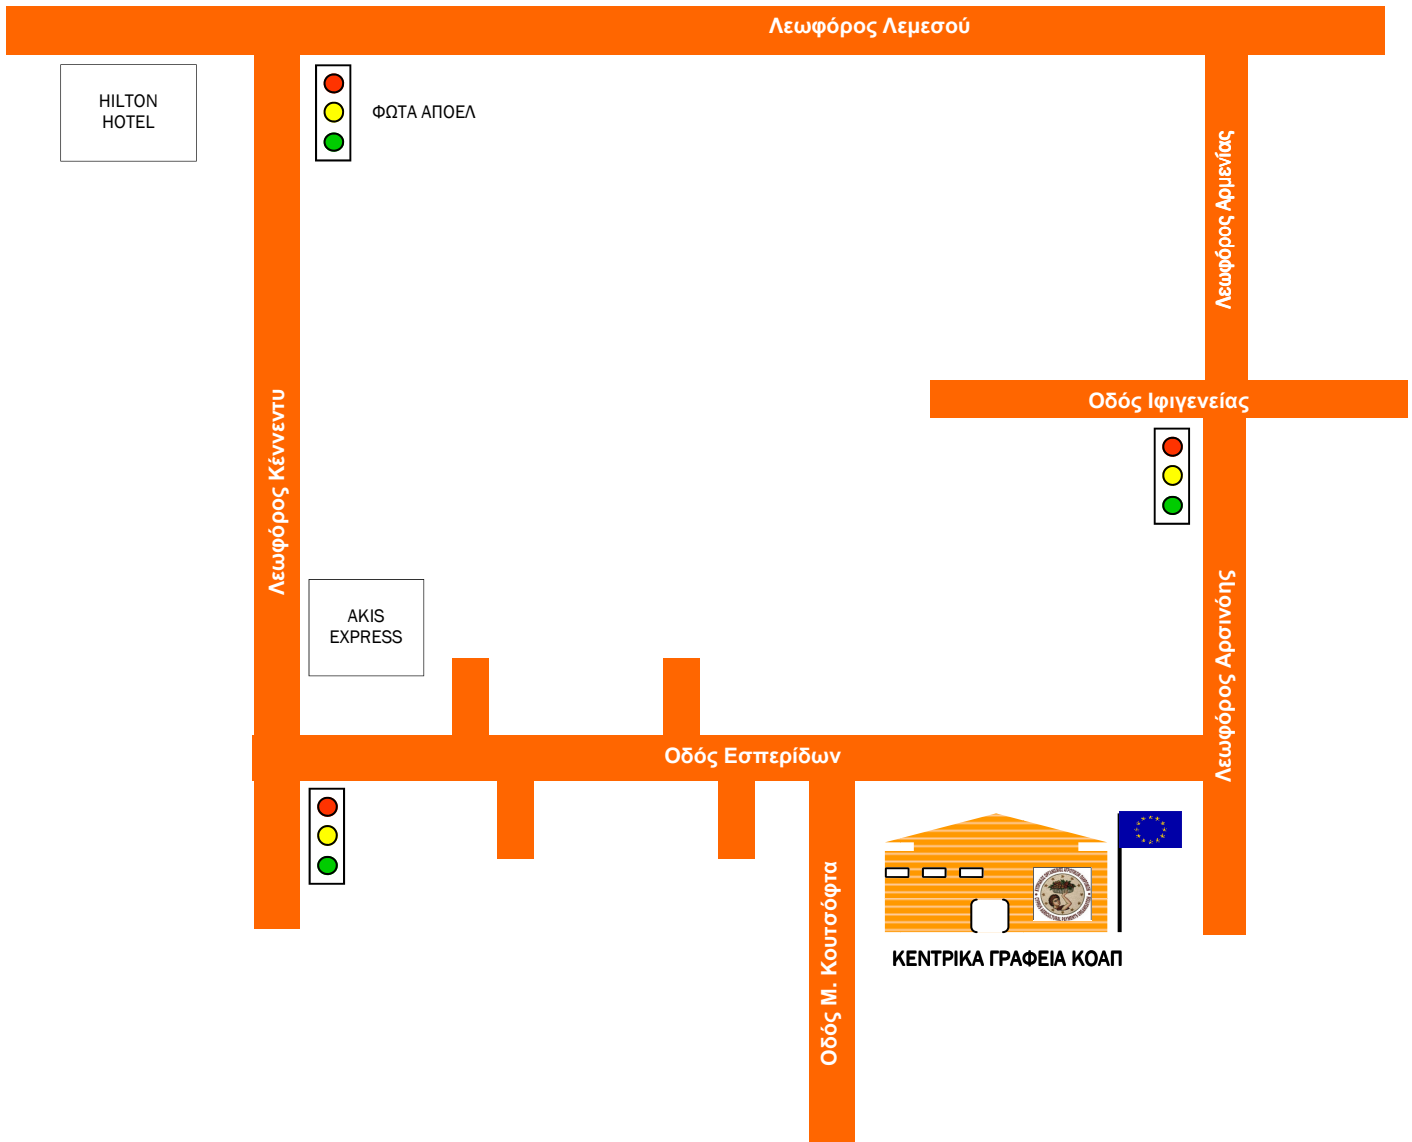 Λεωφόρος Λεμεσού
HILTON
HOTEL
ΦΩΤΑ ΑΠΟΕΛ
Λεωφόρος Αρμενίας
Οδός Ιφιγενείας
Λεωφόρος Κέννεντυ
Λεωφόρος Αρσινόης
AKIS
EXPRESS
Οδός Εσπερίδων
Οδός Μ. Κουτσόφτα
ΚΕΝΤΡΙΚΑ ΓΡΑΦΕΙΑ ΚΟΑΠ